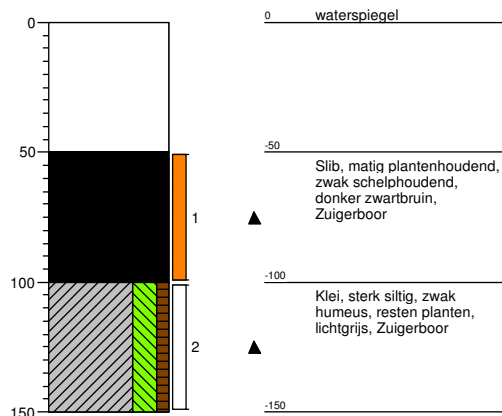 0
0
waterspiegel
50
-50
Slib, matig plantenhoudend,
zwak schelphoudend,
donker zwartbruin,
Zuigerboor
1
100
-100
Klei, sterk siltig, zwak
humeus, resten planten,
lichtgrijs, Zuigerboor
2
150
-150